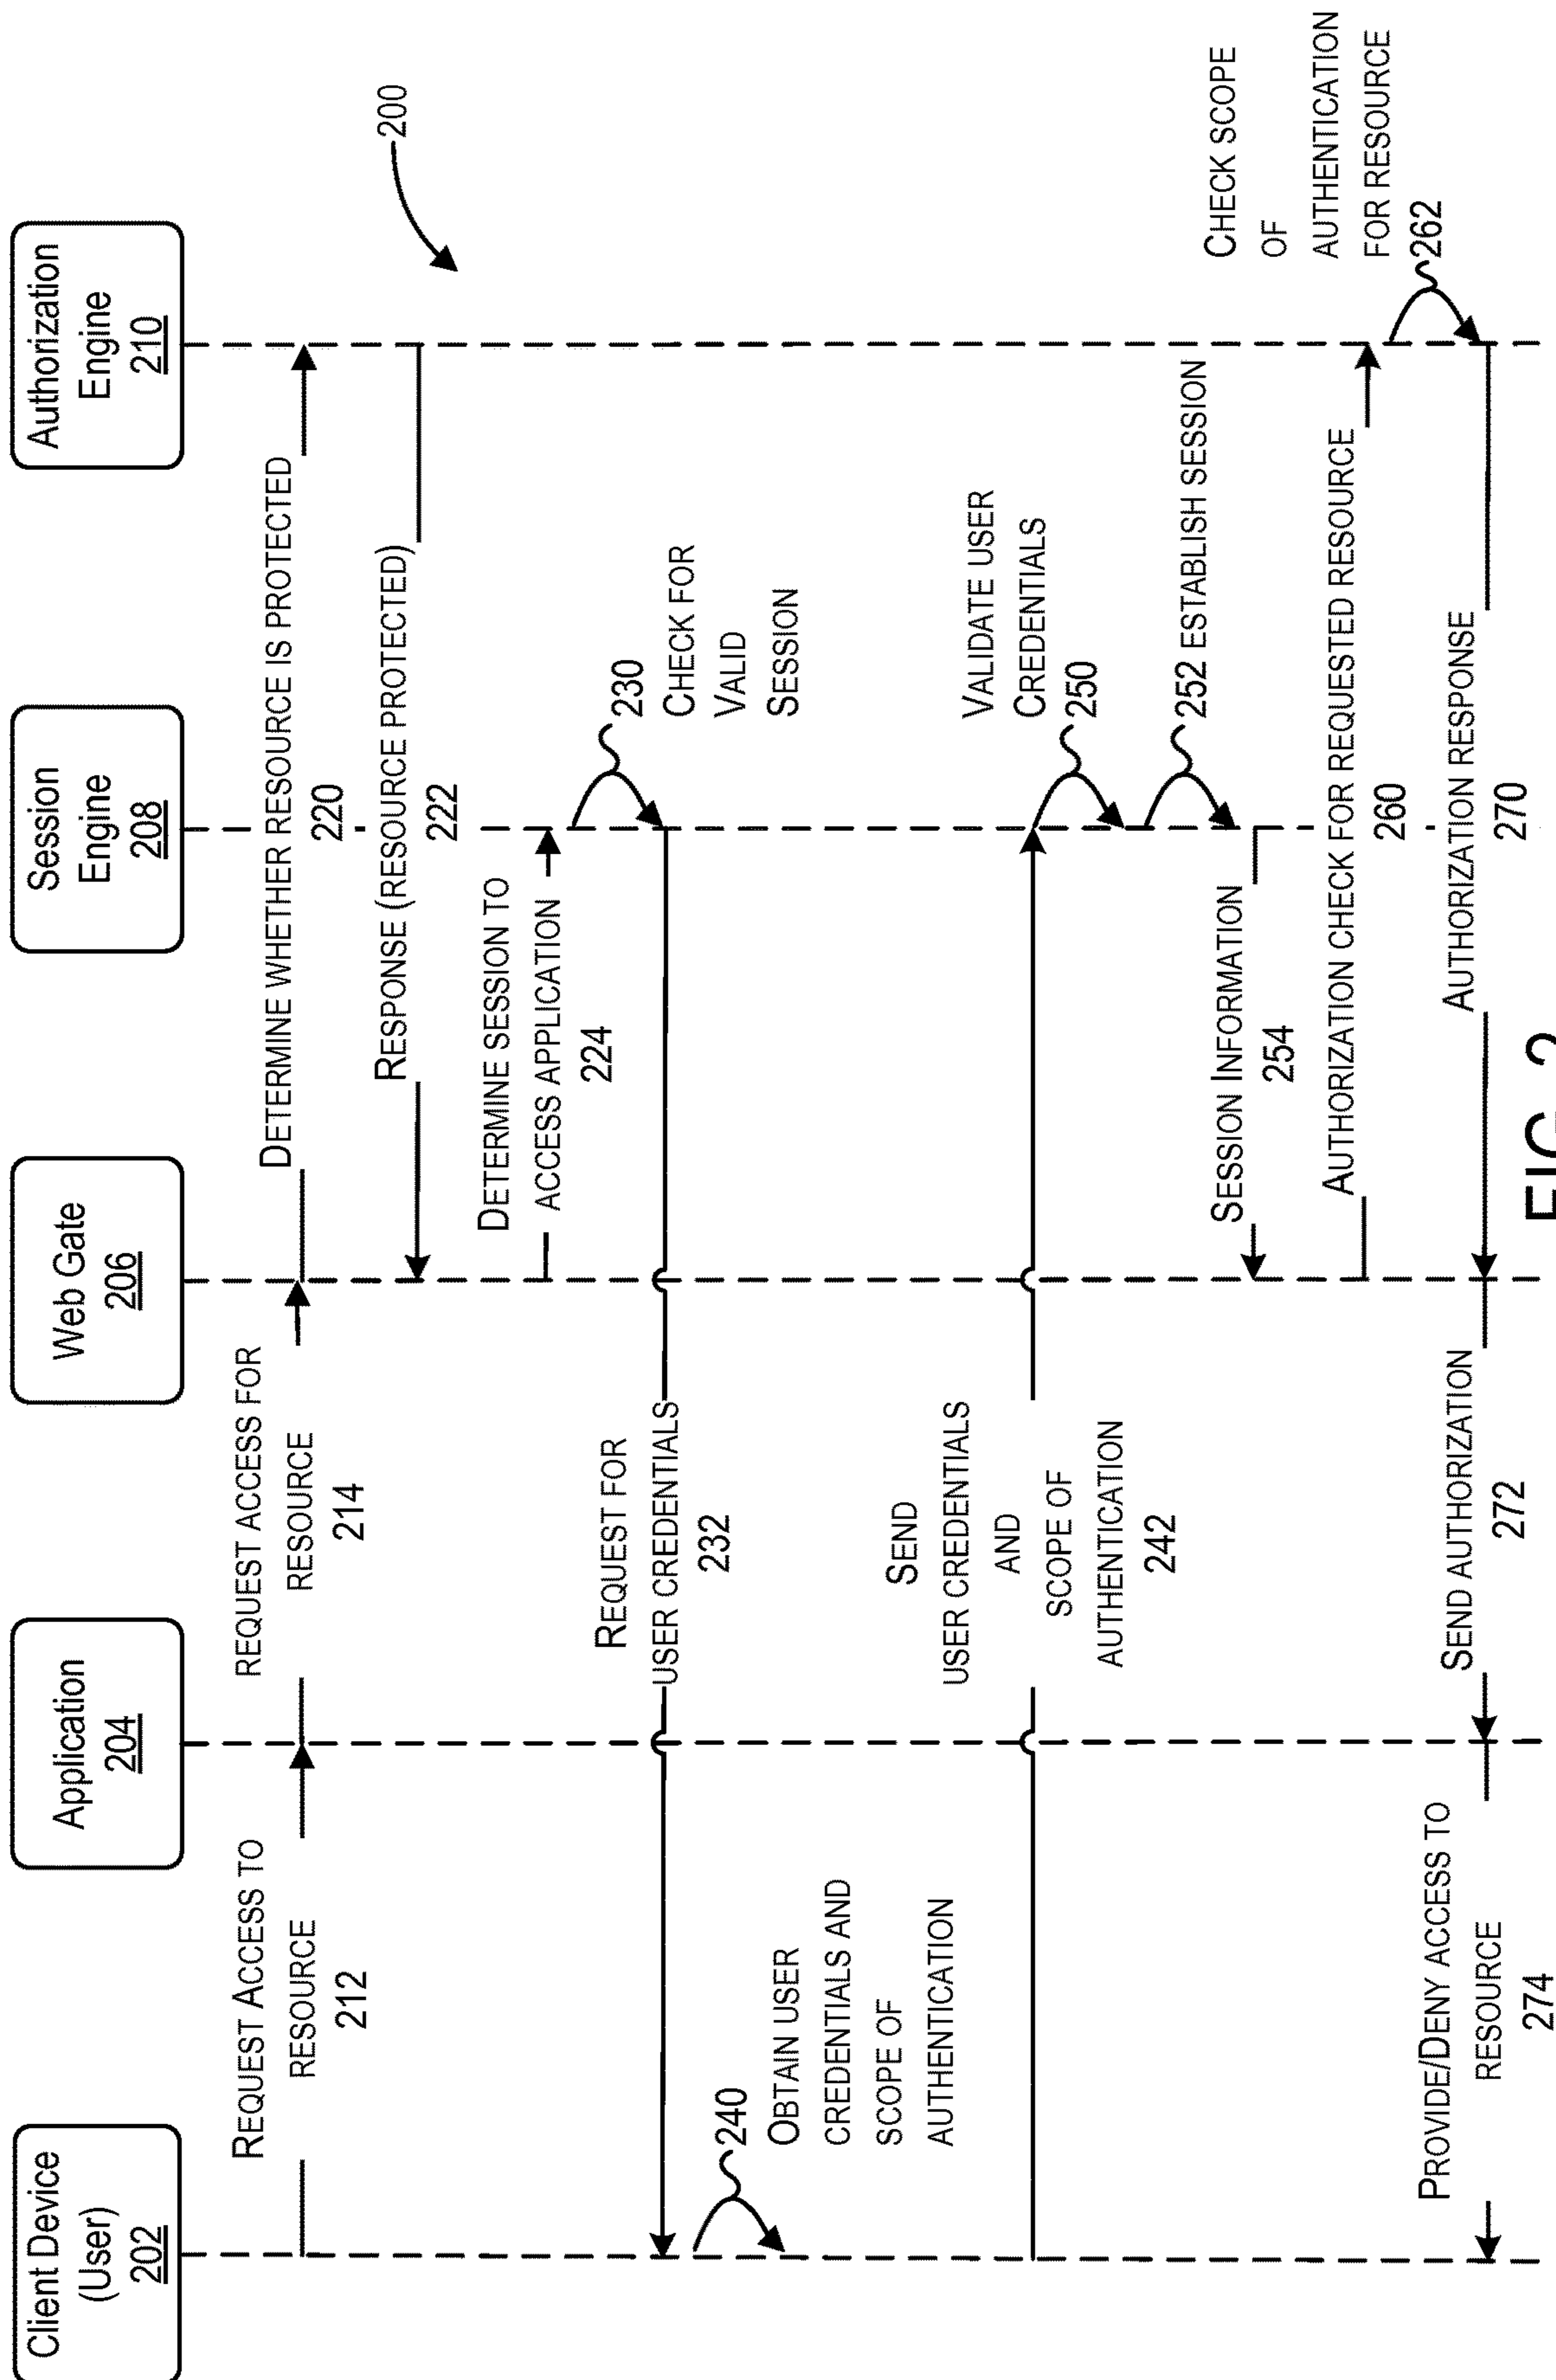 Client Device
(User)
202
Application
204
Web Gate
206
Session
Engine
208
Authorization
Engine
210
200
REQUEST ACCESS TO
RESOURCE
212
REQUEST ACCESS FOR
RESOURCE
214
DETERMINE WHETHER RESOURCE IS PROTECTED
220
RESPONSE (RESOURCE PROTECTED)
222
DETERMINE SESSION TO
ACCESS APPLICATION
224
230
CHECK FOR
VALID
SESSION
REQUEST FOR
USER CREDENTIALS
232
240
OBTAIN USER
CREDENTIALS AND
SCOPE OF
AUTHENTICATION
SEND
USER CREDENTIALS
AND
SCOPE OF
AUTHENTICATION
242
VALIDATE USER
CREDENTIALS
250
252 ESTABLISH SESSION
SESSION INFORMATION
254
AUTHORIZATION CHECK FOR REQUESTED RESOURCE
260
CHECK SCOPE
OF
AUTHENTICATION
FOR RESOURCE
262
AUTHORIZATION RESPONSE
270
SEND AUTHORIZATION
272
PROVIDE/DENY ACCESS TO
RESOURCE
274
FIG. 2